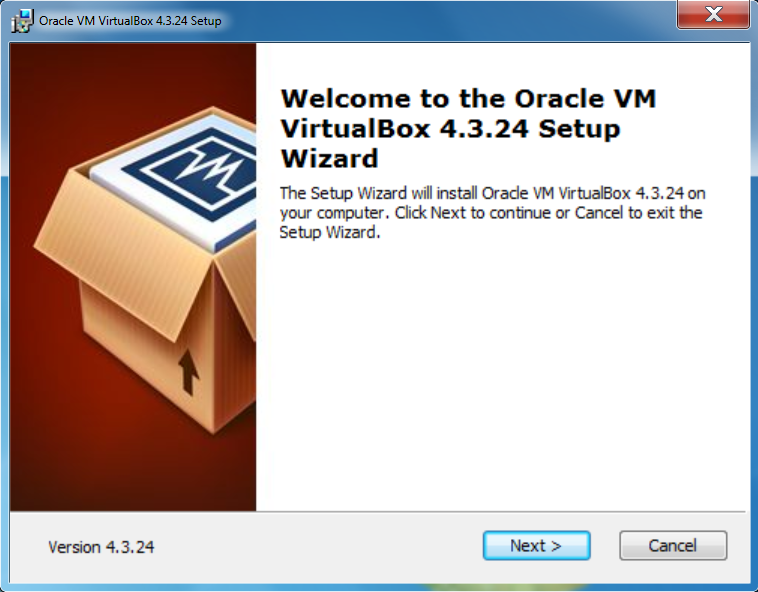 Oracle VM VirtualBox 4.3.24 Setup
Welcome to the Oracle VM
VirtualBox 4.3.24 Setup
Wizard
The Setup Wizard will install Oracle VM VirtualBox 4.3.24 on
your computer. Click Next to continue or Cancel to exit the
Setup Wizard.
Version 4.3.24
Next >
Cancel